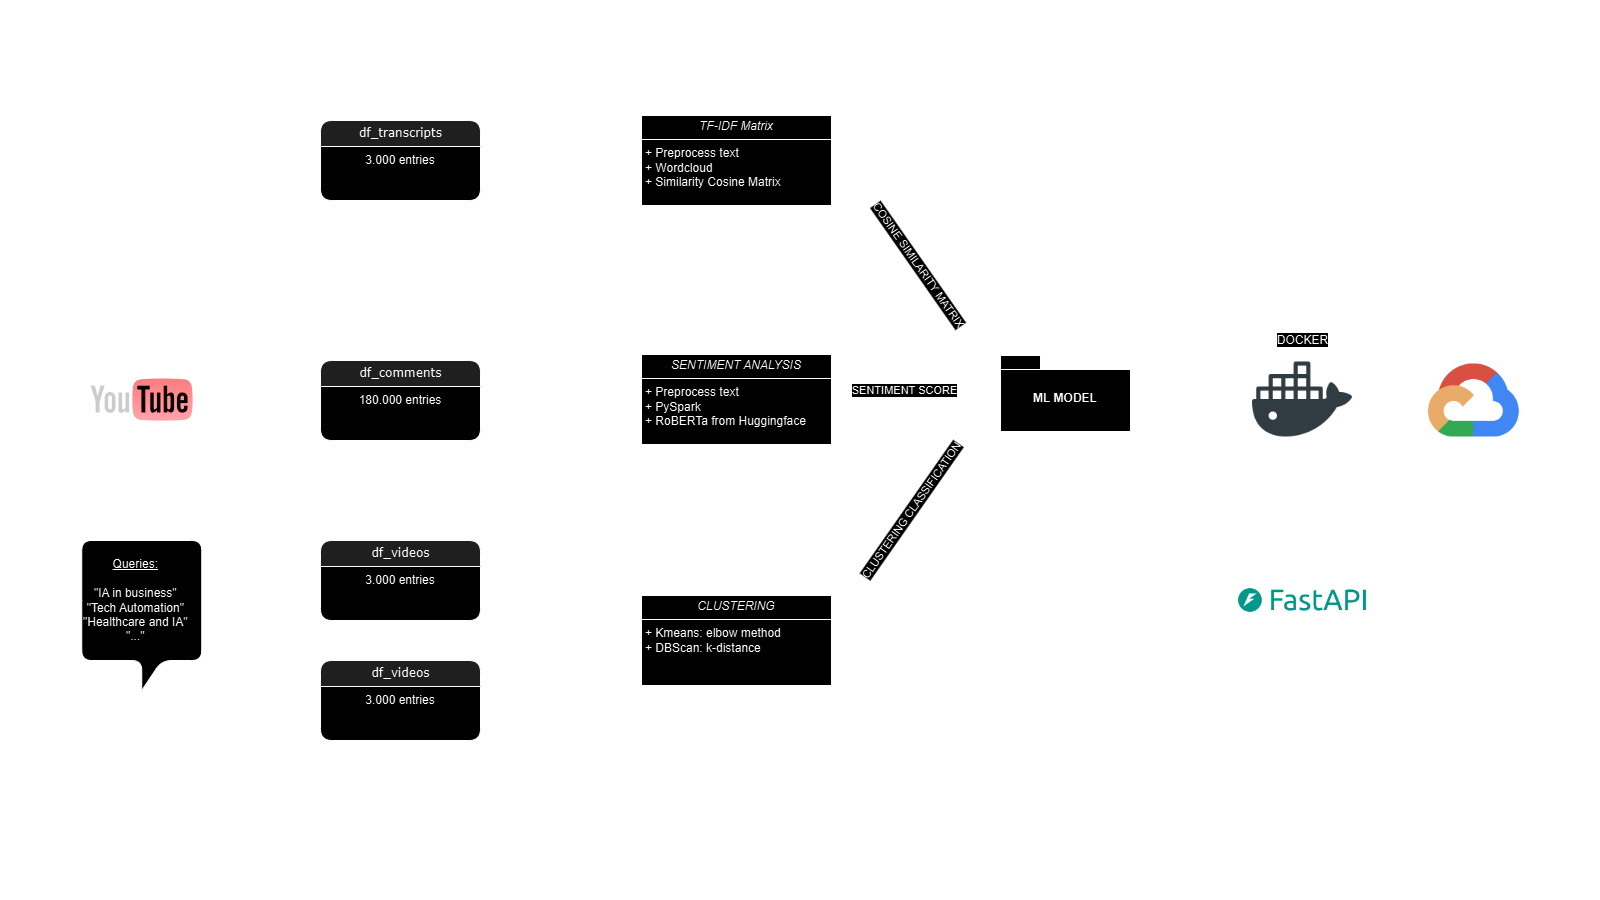 df_transcripts
3.000 entries
TF-IDF Matrix
+ Preprocess text
+ Wordcloud
+ Similarity Cosine Matrix
COSINE SIMILARITY MATRIX
YouTube
df_comments
180.000 entries
SENTIMENT ANALYSIS
+ Preprocess text
+ PySpark
+ RoBERTa from Huggingface
SENTIMENT SCORE
ML MODEL
DOCKER
Queries:
"IA in business"
"Tech Automation"
"Healthcare and IA"
"..."
df_videos
3.000 entries
df_videos
3.000 entries
CLUSTERING
+ Kmeans: elbow method
+ DBScan: k-distance
CLUSTERING CLASSIFICATION
FastAPI